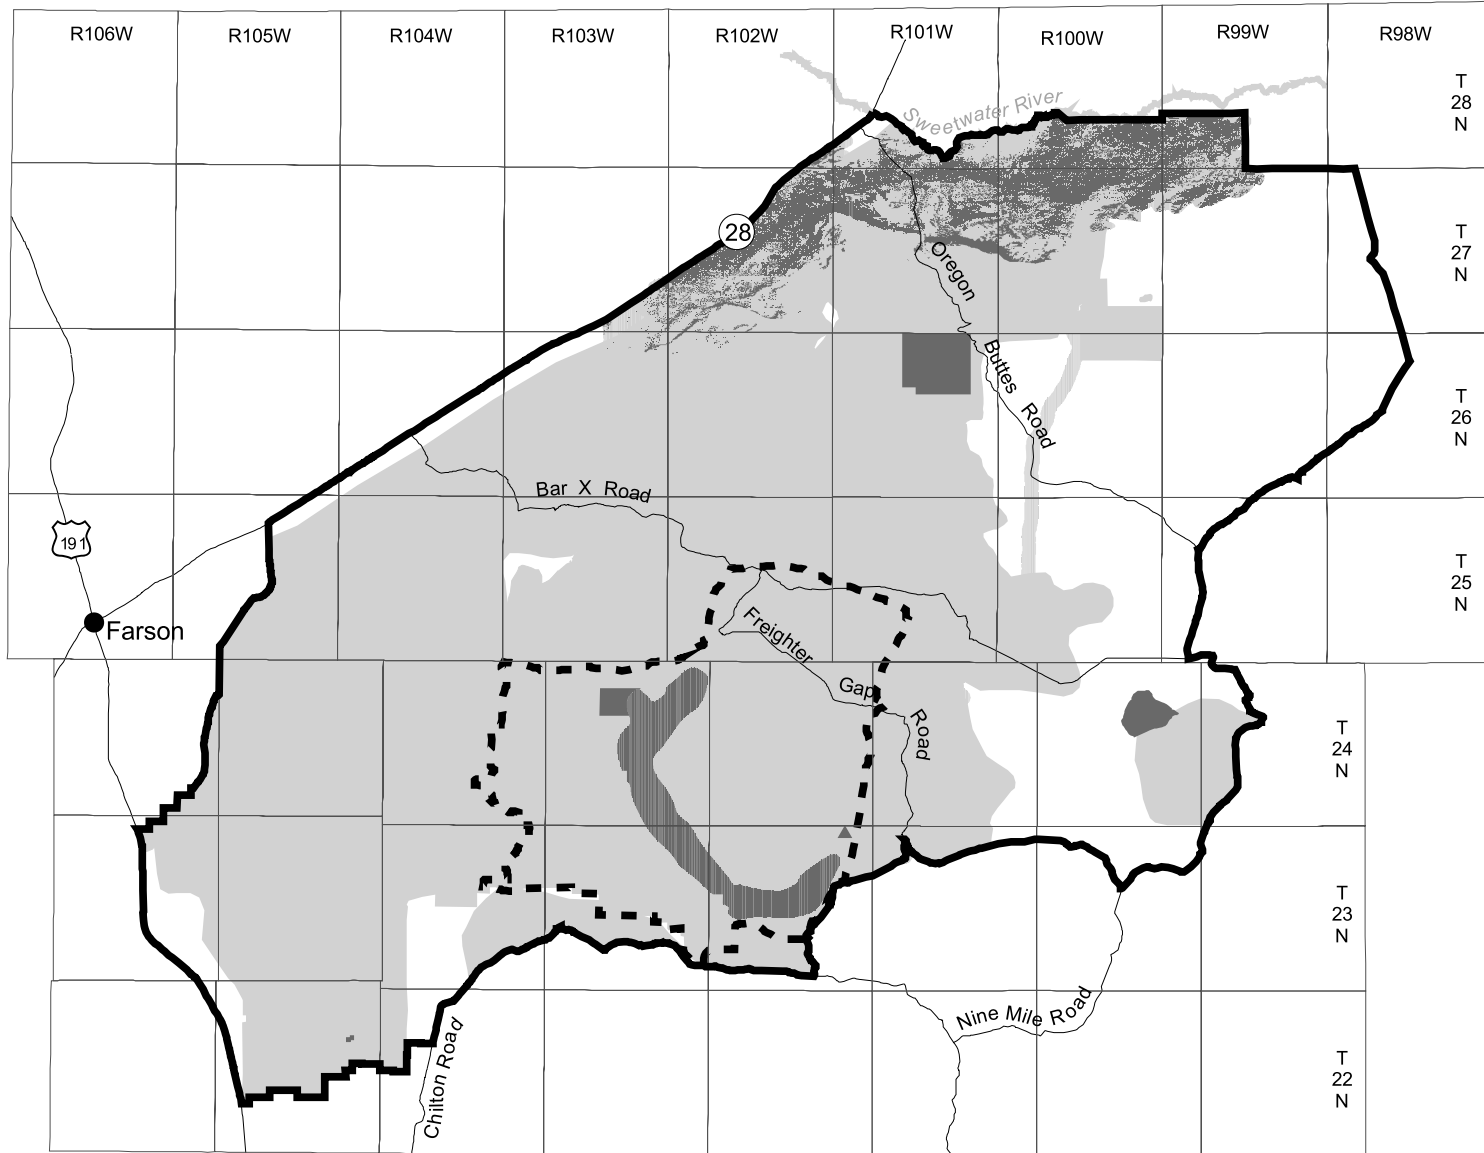 R106W R105W R104W R103W R102W R101W R100W R99W R98W
T
28
N
Sweetwater River
28
T
27
N
Oregon Buttes Road
T
26
N
Bar X Road
191
T
25
N
Farson
Freighter Gap Road
T
24
N
T
23
N
Nine Mile Road
Chilton Road
T
22
N